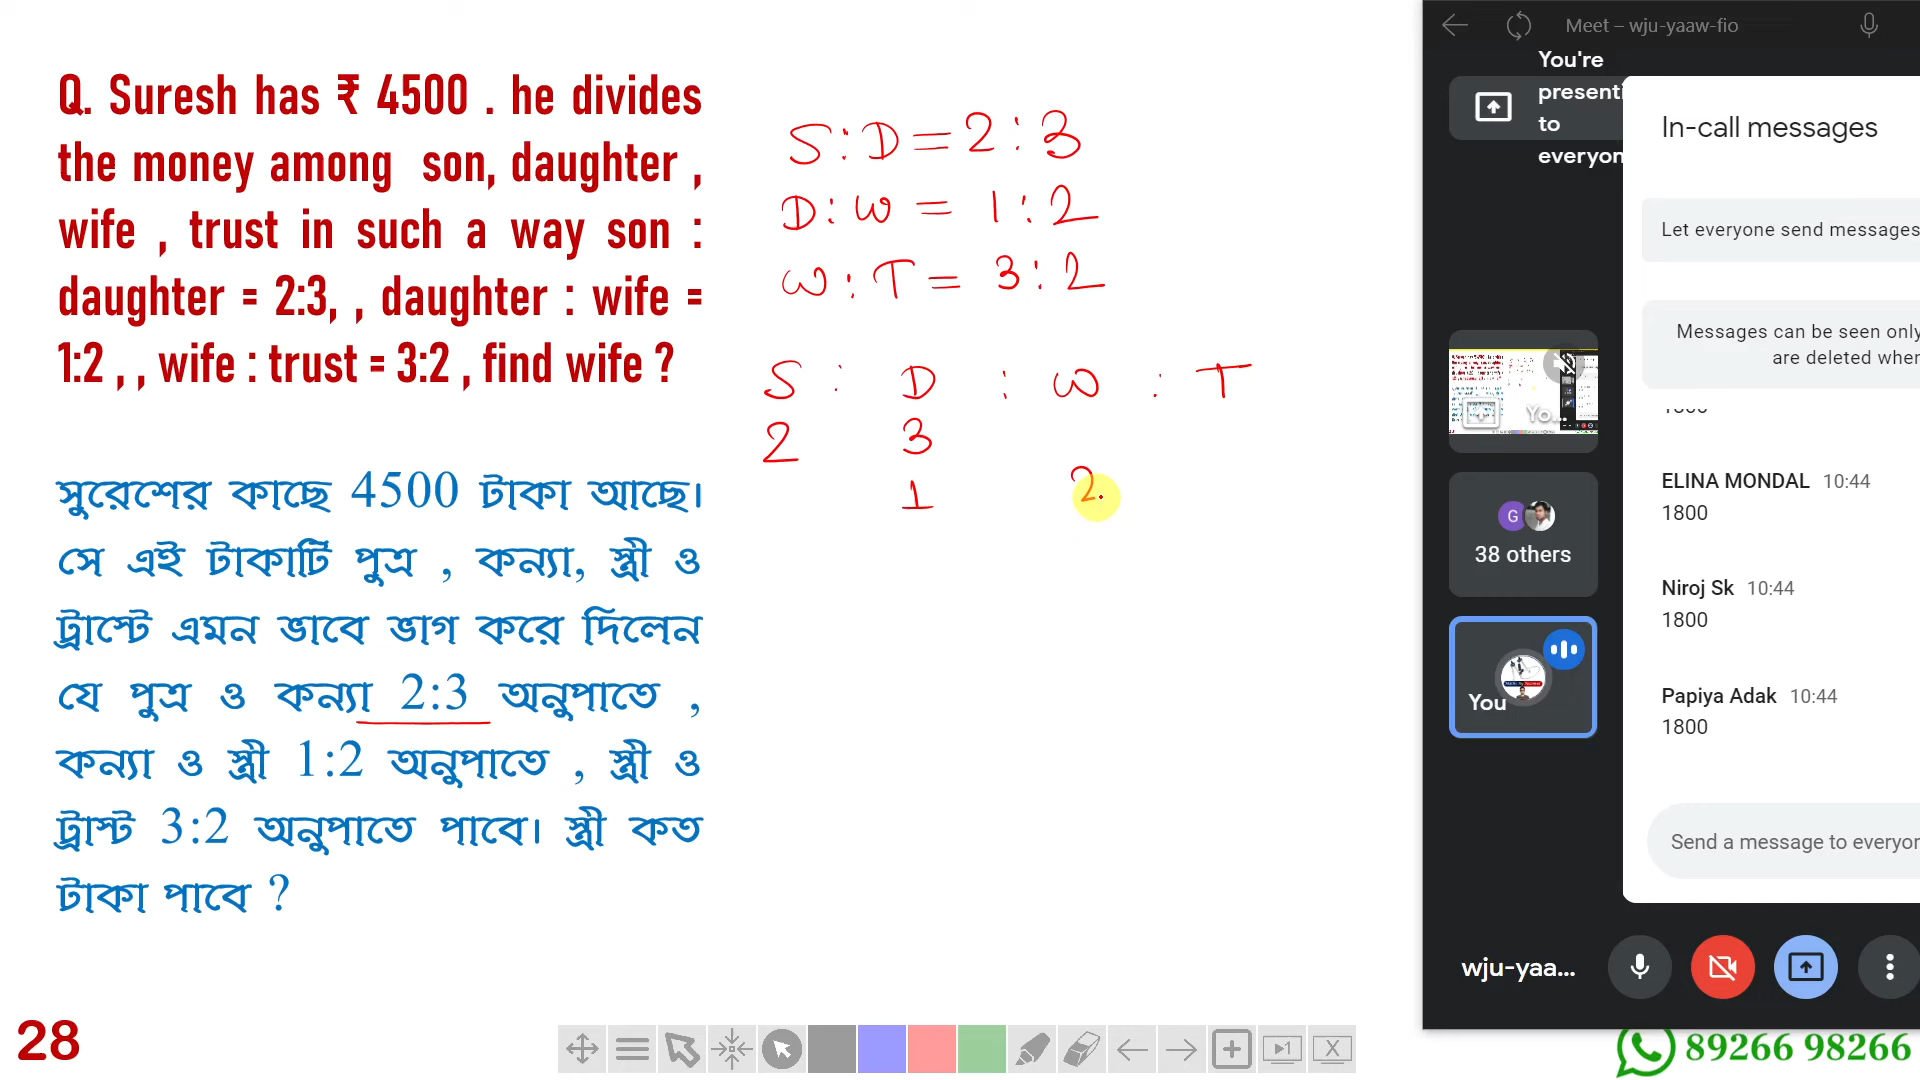 Q. Suresh has ₹ 4500 . he divides
the money among son, daughter ,
wife , trust in such a way son :
daughter = 2:3, , daughter : wife =
1:2 , , wife : trust = 3:2 , find wife ?
সুরেশের কাছে 4500 টাকা আছে।
সে এই টাকাটি পুত্র , কন্যা, স্ত্রী ও
ট্রাস্টে এমন ভাবে ভাগ করে দিলেন
যে পুত্র ও কন্যা 2:3 অনুপাতে ,
কন্যা ও স্ত্রী 1:2 অনুপাতে , স্ত্রী ও
ট্রাস্ট 3:2 অনুপাতে পাবে। স্ত্রী কত
টাকা পাবে ?
28
S : D = 2 : 3
D : W = 1 : 2
W : T = 3 : 2
S : D : W : T
2 3
1 2
Meet – wju-yaaw-fio
You're
presenti
to
everyon
Yo...
G
38 others
You
In-call messages
Let everyone send messages
Messages can be seen only
are deleted when
ELINA MONDAL 10:44
1800
Niroj Sk 10:44
1800
Papiya Adak 10:44
1800
Send a message to everyon
wju-yaa...
89266 98266